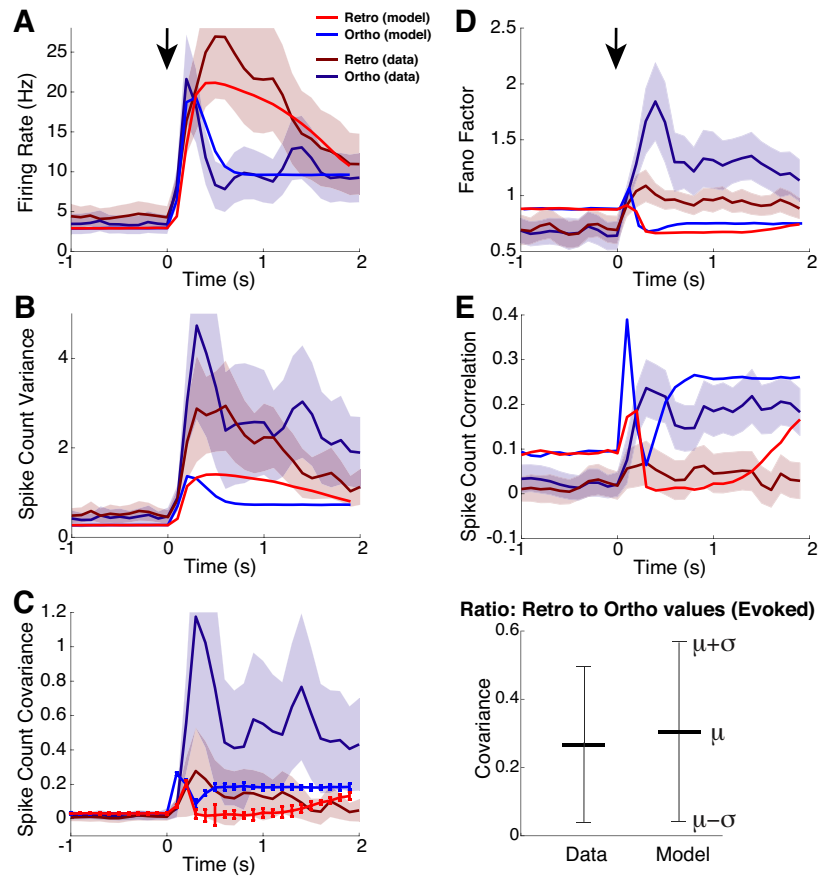 A
Firing Rate (Hz)
25
20
15
10
5
0
-1
0
1
2
Time (s)
Retro (model)
Ortho (model)
Retro (data)
Ortho (data)
D
Fano Factor
2.5
2
1.5
1
0.5
-1
0
1
2
Time (s)
B
Spike Count Variance
4
2
0
-1
0
1
2
Time (s)
E
Spike Count Correlation
0.4
0.3
0.2
0.1
0
-0.1
-1
0
1
2
Time (s)
C
Spike Count Covariance
1.2
1
0.8
0.6
0.4
0.2
0
-1
0
1
2
Time (s)
Ratio: Retro to Ortho values (Evoked)
Covariance
0.6
0.4
0.2
0
μ+σ
μ
μ−σ
Data
Model